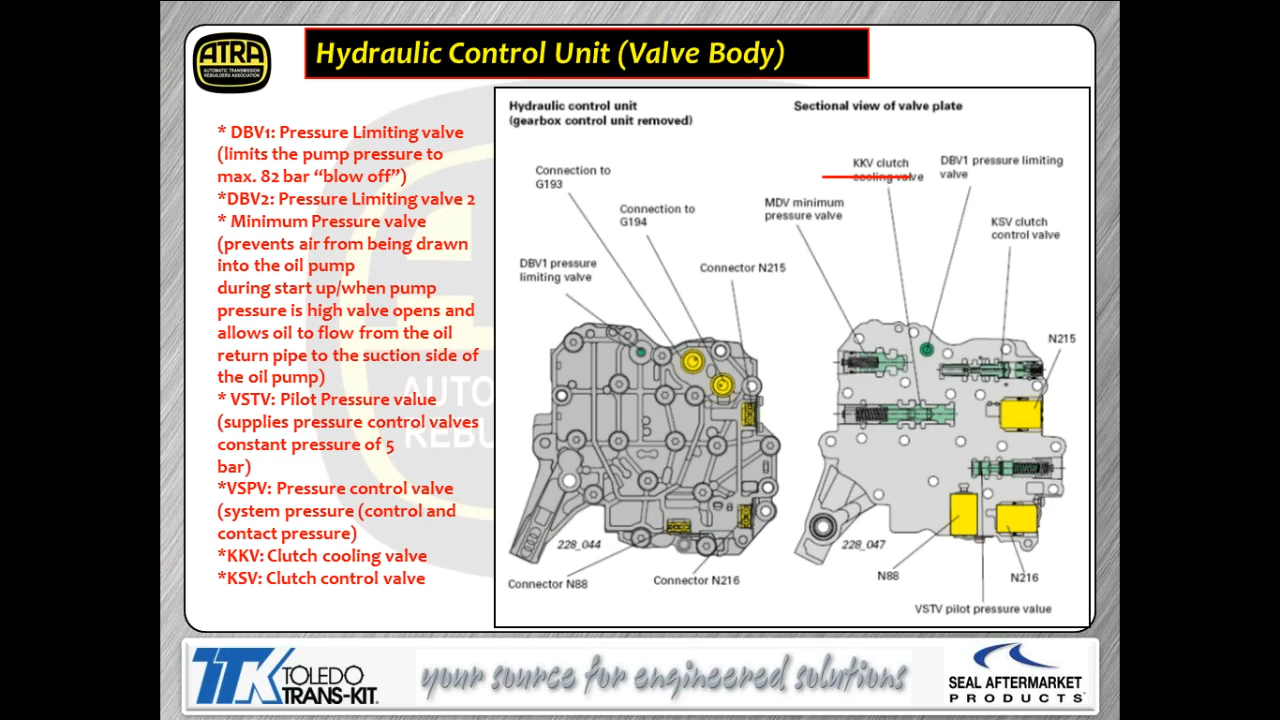 ATRA
AUTOMATIC TRANSMISSION
REBUILDERS ASSOCIATION
Hydraulic Control Unit (Valve Body)
* DBV1: Pressure Limiting valve
(limits the pump pressure to
max. 82 bar “blow off”)
*DBV2: Pressure Limiting valve 2
* Minimum Pressure valve
(prevents air from being drawn
into the oil pump
during start up/when pump
pressure is high valve opens and
allows oil to flow from the oil
return pipe to the suction side of
the oil pump)
* VSTV: Pilot Pressure value
(supplies pressure control valves
constant pressure of 5
bar)
*VSPV: Pressure control valve
(system pressure (control and
contact pressure)
*KKV: Clutch cooling valve
*KSV: Clutch control valve
Hydraulic control unit
(gearbox control unit removed)
Connection to
G193
Connection to
G194
DBV1 pressure
limiting valve
Connector N215
228_044
Connector N88
Connector N216
Sectional view of valve plate
KKV clutch
cooling valve
DBV1 pressure limiting
valve
MDV minimum
pressure valve
KSV clutch
control valve
N215
228_047
N88
N216
VSTV pilot pressure value
AUTO
REBU
TTK TOLEDO
TRANS-KIT.
your source for engineered solutions
SEAL AFTERMARKET
PRODUCTS